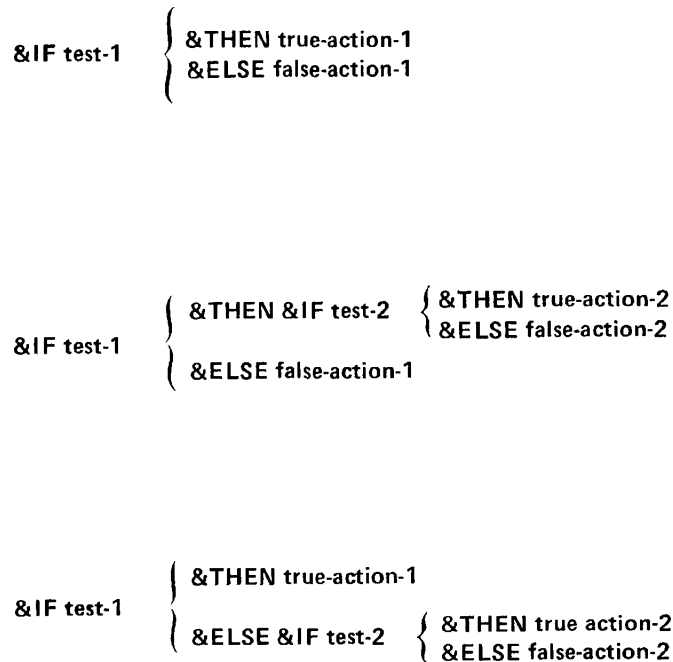 &IF test-1
&THEN true-action-1
&ELSE false-action-1
&IF test-1
&THEN &IF test-2
&THEN true-action-2
&ELSE false-action-2
&ELSE false-action-1
&IF test-1
&THEN true-action-1
&ELSE &IF test-2
&THEN true action-2
&ELSE false-action-2